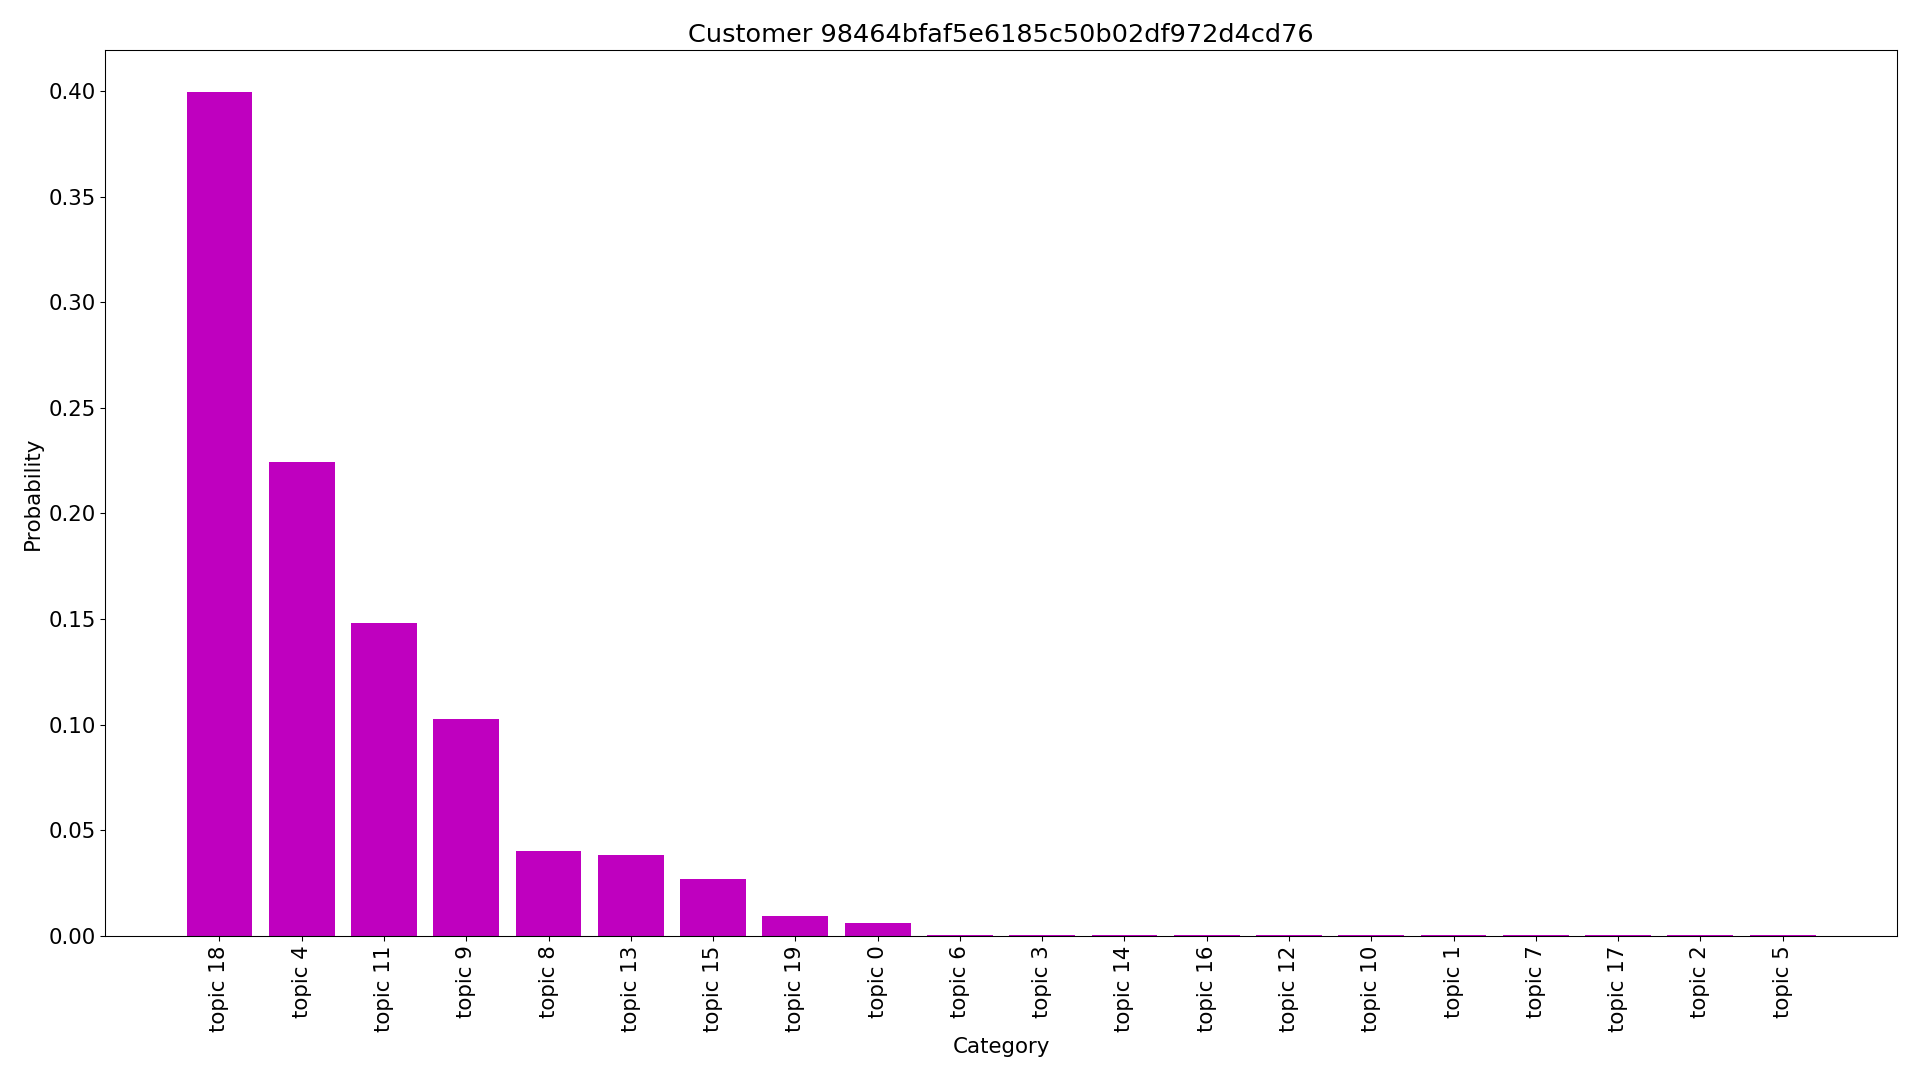 Customer 98464bfaf5e6185c50b02df972d4cd76
Probability
0.40
0.35
0.30
0.25
0.20
0.15
0.10
0.05
0.00
topic 18
topic 4
topic 11
topic 9
topic 8
topic 13
topic 15
topic 19
topic 0
topic 6
topic 3
topic 14
topic 16
topic 12
topic 10
topic 1
topic 7
topic 17
topic 2
topic 5
Category